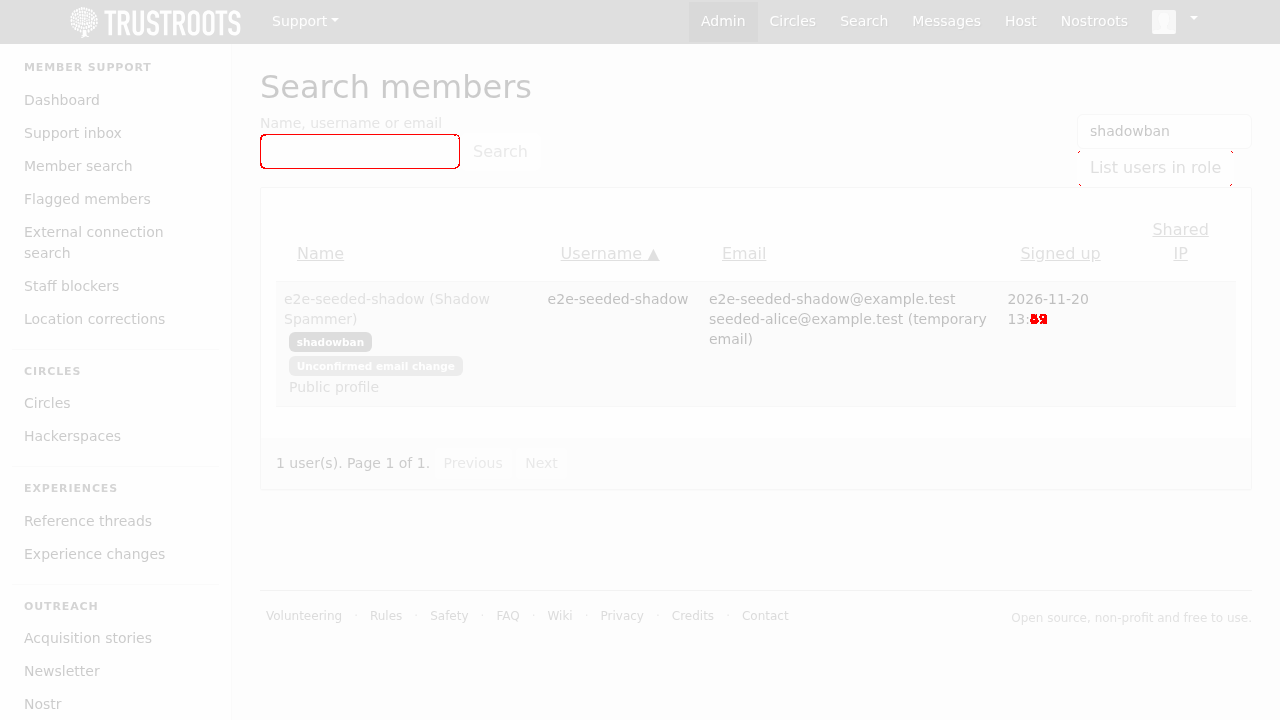 TRUSTROOTS
Support
Admin
Circles
Search
Messages
Host
Nostroots
MEMBER SUPPORT
Dashboard
Support inbox
Member search
Flagged members
External connection
search
Staff blockers
Location corrections
CIRCLES
Circles
Hackerspaces
EXPERIENCES
Reference threads
Experience changes
OUTREACH
Acquisition stories
Newsletter
Nostr
Search members
Name, username or email
Search
shadowban
List users in role
Name
Username ▲
Email
Signed up
Shared
IP
e2e-seeded-shadow (Shadow
Spammer)
shadowban
Unconfirmed email change
Public profile
e2e-seeded-shadow
e2e-seeded-shadow@example.test
seeded-alice@example.test (temporary
email)
2026-11-20
13:
1 user(s). Page 1 of 1.
Previous
Next
Volunteering · Rules · Safety · FAQ · Wiki · Privacy · Credits · Contact
Open source, non-profit and free to use.